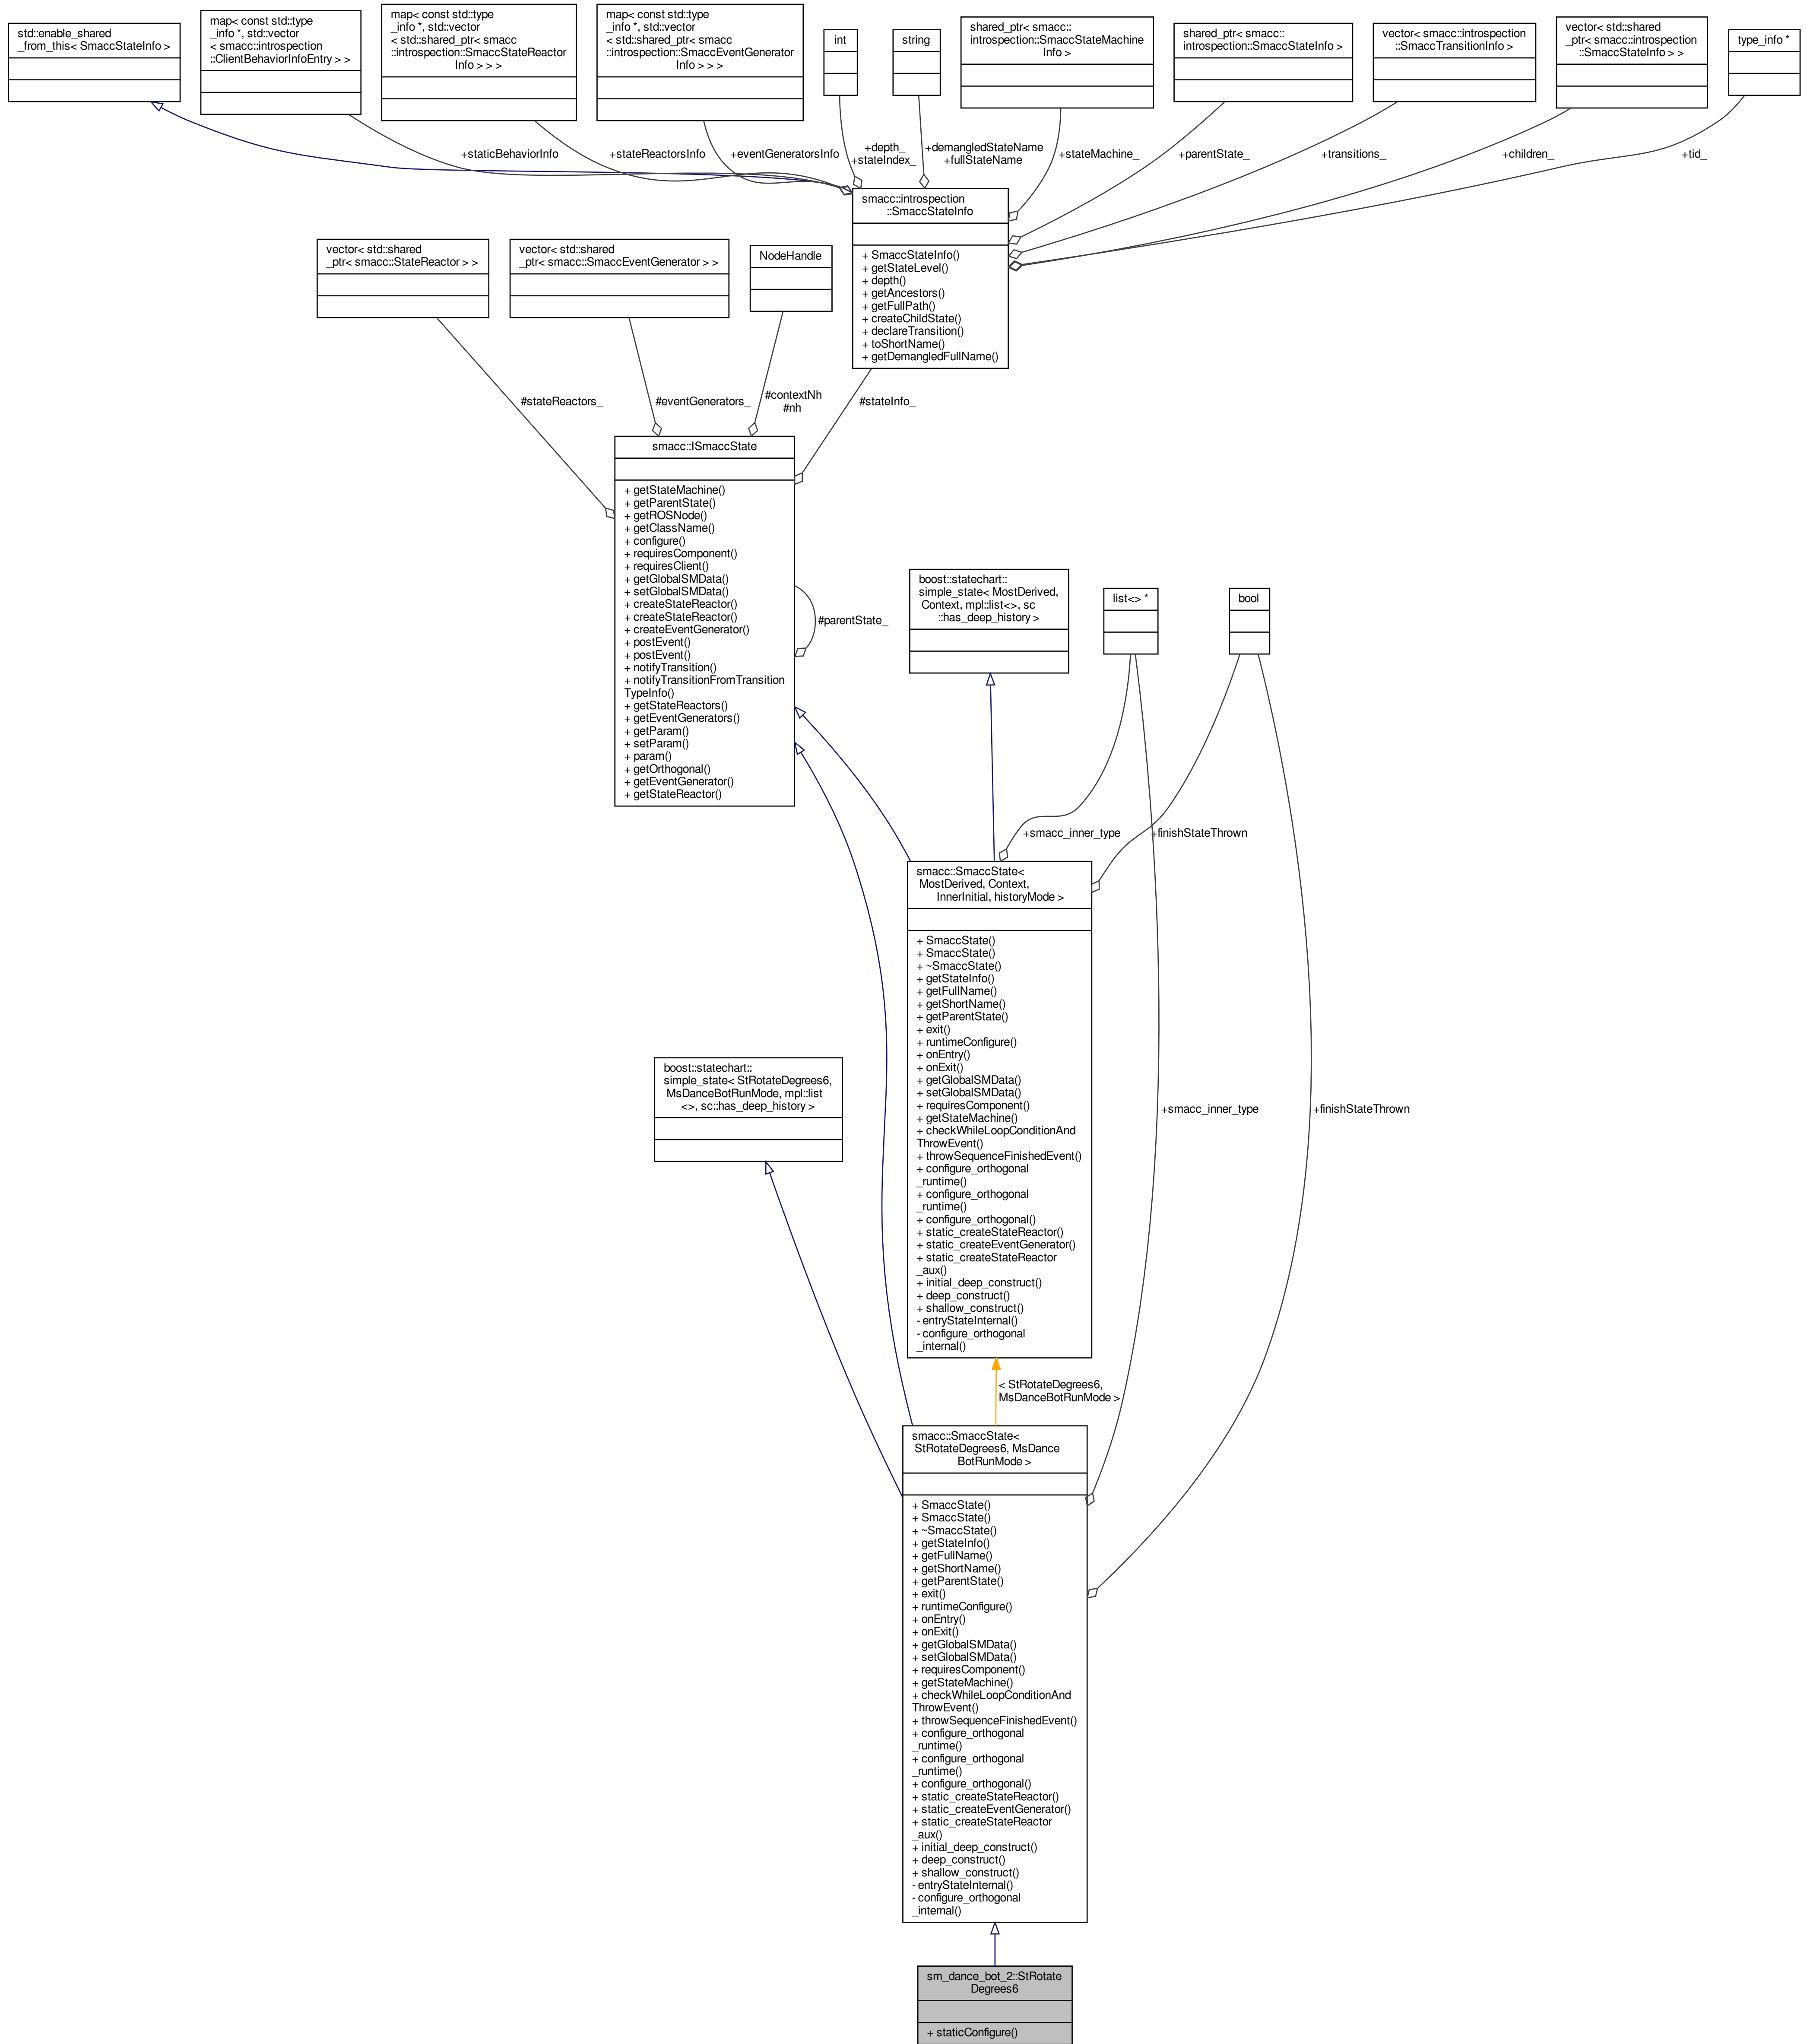 std::enable_shared
_from_this< SmaccStateInfo >
map< const std::type
_info *, std::vector
< smacc::introspection
::ClientBehaviorInfoEntry > >
map< const std::type
_info *, std::vector
< std::shared_ptr< smacc
::introspection::SmaccStateReactor
Info > > >
map< const std::type
_info *, std::vector
< std::shared_ptr< smacc
::introspection::SmaccEventGenerator
Info > > >
int
string
shared_ptr< smacc::
introspection::SmaccStateMachine
Info >
shared_ptr< smacc::
introspection::SmaccStateInfo >
vector< smacc::introspection
::SmaccTransitionInfo >
vector< std::shared
_ptr< smacc::introspection
::SmaccStateInfo > >
type_info *
+staticBehaviorInfo
+stateReactorsInfo
+eventGeneratorsInfo
+depth_
+stateIndex_
+demangledStateName
+fullStateName
+stateMachine_
+parentState_
+transitions_
+children_
+tid_
smacc::introspection
::SmaccStateInfo
+ SmaccStateInfo()
+ getStateLevel()
+ depth()
+ getAncestors()
+ getFullPath()
+ createChildState()
+ declareTransition()
+ toShortName()
+ getDemangledFullName()
vector< std::shared
_ptr< smacc::StateReactor > >
vector< std::shared
_ptr< smacc::SmaccEventGenerator > >
NodeHandle
#stateReactors_
#eventGenerators_
#contextNh
#nh
#stateInfo_
smacc::ISmaccState
+ getStateMachine()
+ getParentState()
+ getROSNode()
+ getClassName()
+ configure()
+ requiresComponent()
+ requiresClient()
+ getGlobalSMData()
+ setGlobalSMData()
+ createStateReactor()
+ createStateReactor()
+ createEventGenerator()
+ postEvent()
+ postEvent()
+ notifyTransition()
+ notifyTransitionFromTransition
TypeInfo()
+ getStateReactors()
+ getEventGenerators()
+ getParam()
+ setParam()
+ param()
+ getOrthogonal()
+ getEventGenerator()
+ getStateReactor()
#parentState_
boost::statechart::
simple_state< MostDerived,
Context, mpl::list<>, sc
::has_deep_history >
list<> *
bool
+smacc_inner_type
+finishStateThrown
smacc::SmaccState<
MostDerived, Context,
InnerInitial, historyMode >
+ SmaccState()
+ SmaccState()
+ ~SmaccState()
+ getStateInfo()
+ getFullName()
+ getShortName()
+ getParentState()
+ exit()
+ runtimeConfigure()
+ onEntry()
+ onExit()
+ getGlobalSMData()
+ setGlobalSMData()
+ requiresComponent()
+ getStateMachine()
+ checkWhileLoopConditionAnd
ThrowEvent()
+ throwSequenceFinishedEvent()
+ configure_orthogonal
_runtime()
+ configure_orthogonal
_runtime()
+ configure_orthogonal()
+ static_createStateReactor()
+ static_createEventGenerator()
+ static_createStateReactor
_aux()
+ initial_deep_construct()
+ deep_construct()
+ shallow_construct()
- entryStateInternal()
- configure_orthogonal
_internal()
boost::statechart::
simple_state< StRotateDegrees6,
MsDanceBotRunMode, mpl::list
<>, sc::has_deep_history >
+smacc_inner_type
+finishStateThrown
< StRotateDegrees6,
MsDanceBotRunMode >
smacc::SmaccState<
StRotateDegrees6, MsDance
BotRunMode >
+ SmaccState()
+ SmaccState()
+ ~SmaccState()
+ getStateInfo()
+ getFullName()
+ getShortName()
+ getParentState()
+ exit()
+ runtimeConfigure()
+ onEntry()
+ onExit()
+ getGlobalSMData()
+ setGlobalSMData()
+ requiresComponent()
+ getStateMachine()
+ checkWhileLoopConditionAnd
ThrowEvent()
+ throwSequenceFinishedEvent()
+ configure_orthogonal
_runtime()
+ configure_orthogonal
_runtime()
+ configure_orthogonal()
+ static_createStateReactor()
+ static_createEventGenerator()
+ static_createStateReactor
_aux()
+ initial_deep_construct()
+ deep_construct()
+ shallow_construct()
- entryStateInternal()
- configure_orthogonal
_internal()
sm_dance_bot_2::StRotate
Degrees6
+ staticConfigure()